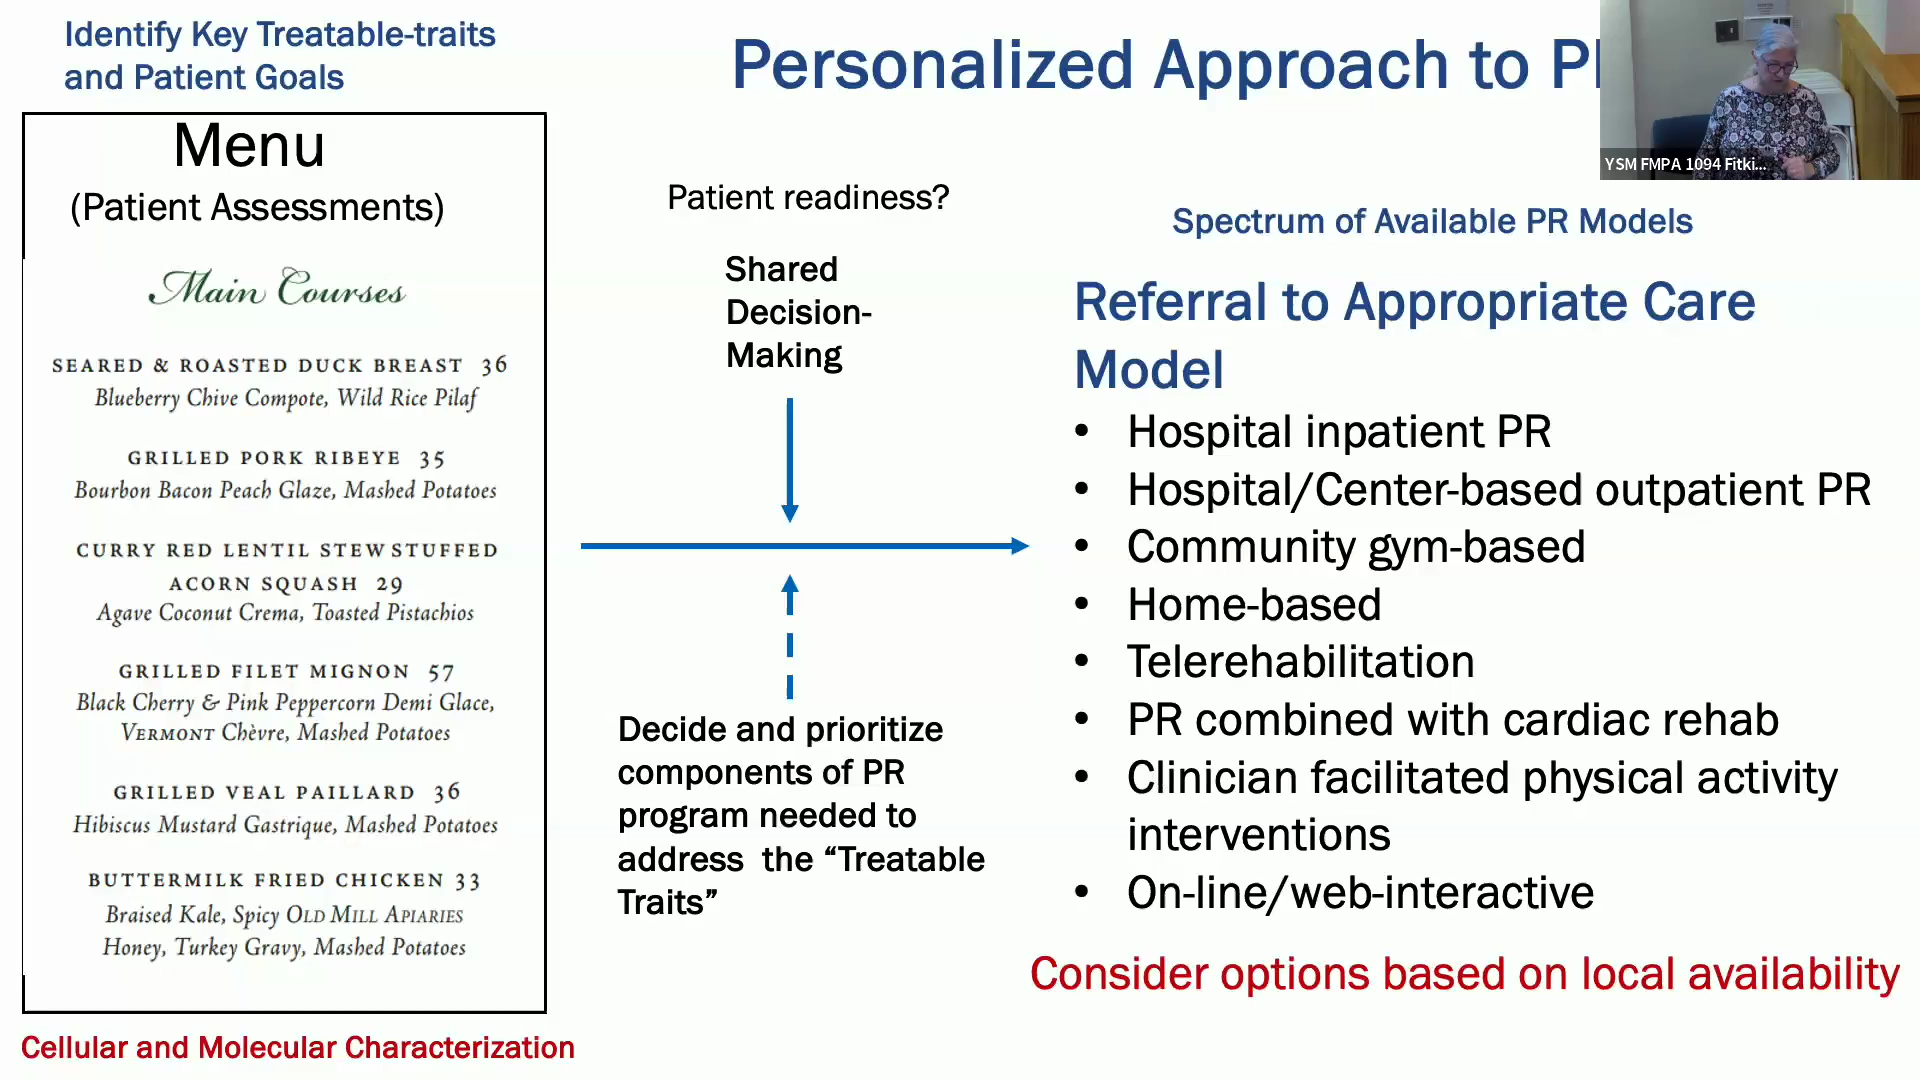 Identify Key Treatable-traits
and Patient Goals
Personalized Approach to
YSM FMPA 1094 Fitki...
Menu
(Patient Assessments)
Main Courses
SEARED & ROASTED DUCK BREAST 36
Blueberry Chive Compote, Wild Rice Pilaf
GRILLED PORK RIBEYE 35
Bourbon Bacon Peach Glaze, Mashed Potatoes
CURRY RED LENTIL STEW STUFFED
ACORN SQUASH 29
Agave Coconut Crema, Toasted Pistachios
GRILLED FILET MIGNON 57
Black Cherry & Pink Peppercorn Demi Glace,
VERMONT Chèvre, Mashed Potatoes
GRILLED VEAL PAILLARD 36
Hibiscus Mustard Gastrique, Mashed Potatoes
BUTTERMILK FRIED CHICKEN 33
Braised Kale, Spicy OLD MILL APIARIES
Honey, Turkey Gravy, Mashed Potatoes
Cellular and Molecular Characterization
Patient readiness?
Shared
Decision-
Making
Decide and prioritize
components of PR
program needed to
address the “Treatable
Traits”
Spectrum of Available PR Models
Referral to Appropriate Care
Model
• Hospital inpatient PR
• Hospital/Center-based outpatient PR
• Community gym-based
• Home-based
• Telerehabilitation
• PR combined with cardiac rehab
• Clinician facilitated physical activity
interventions
• On-line/web-interactive
Consider options based on local availability